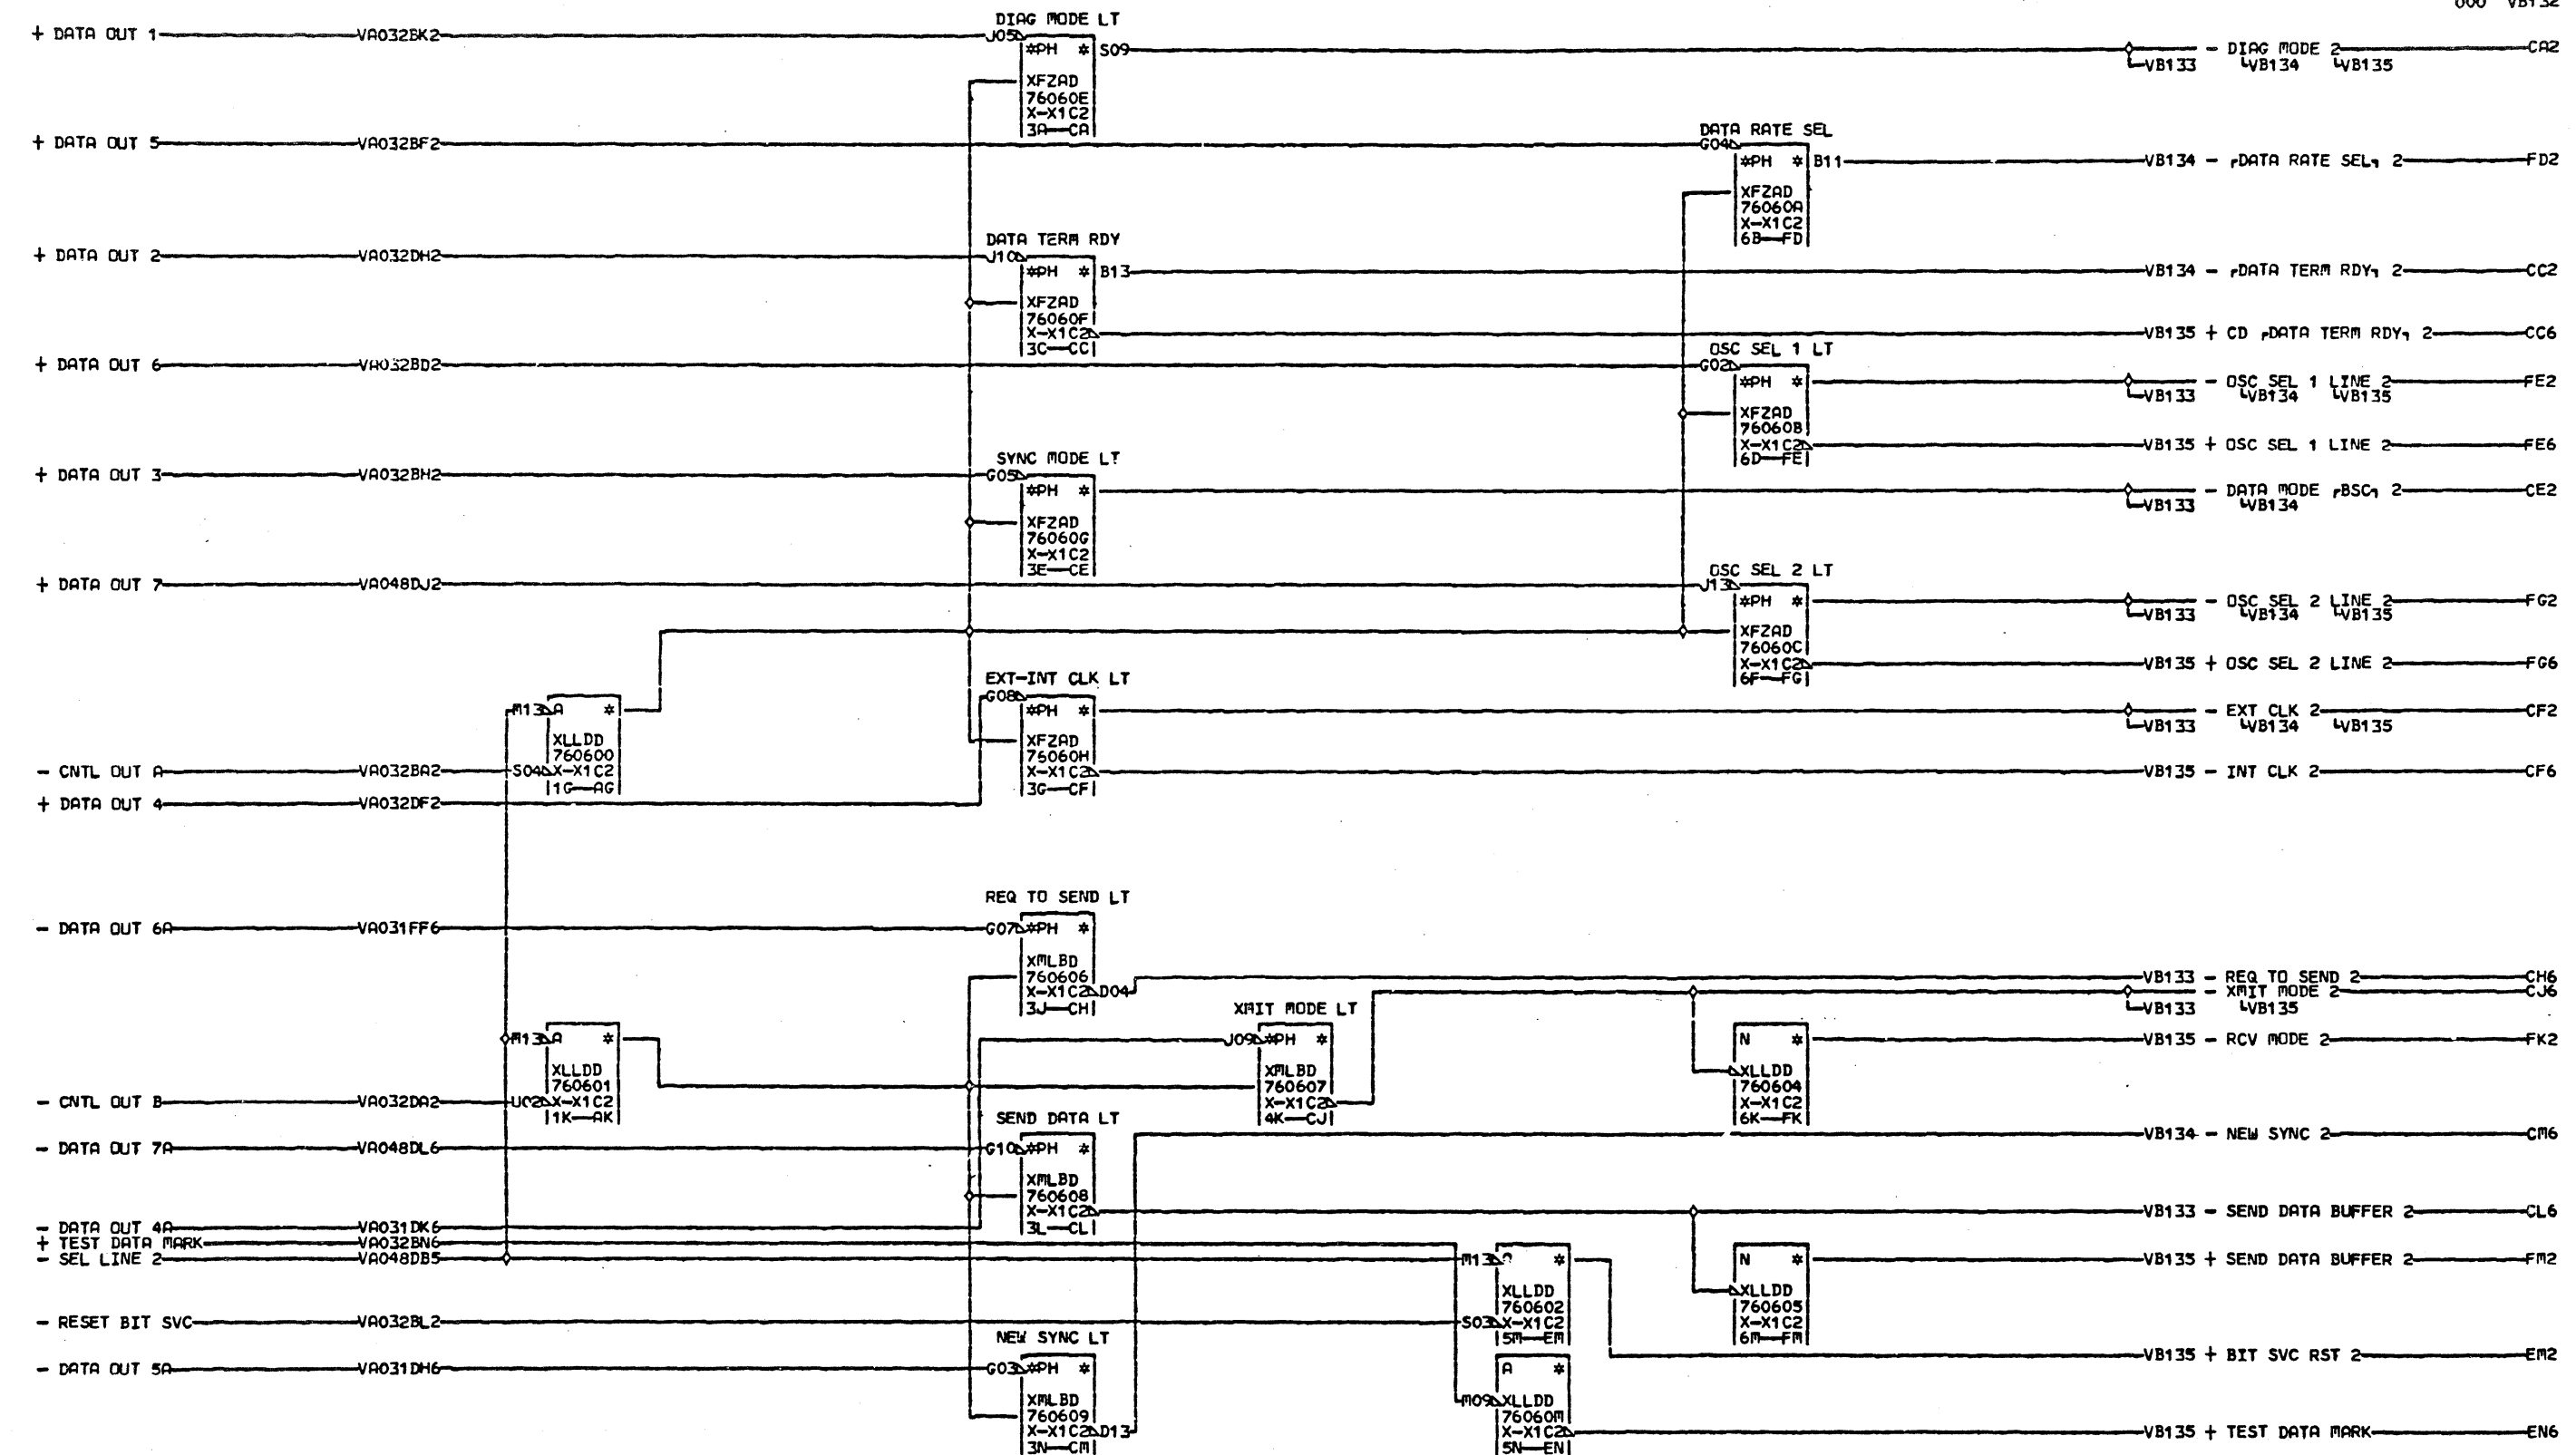 000 VB132
DIAG MODE LT
+ DATA OUT 1 VA032BK2 J05 *PH * S09 - DIAG MODE 2 CA2
VB133 VB134 VB135
XFZAD
76060E
X-X1C2
3A CA
DATA RATE SEL
+ DATA OUT 5 VA032BF2 G04
*PH * B11 VB134 - ┌DATA RATE SEL┐ 2 FD2
XFZAD
76060A
X-X1C2
6B FD
DATA TERM RDY
+ DATA OUT 2 VA032DH2 J10
*PH * B13 VB134 - ┌DATA TERM RDY┐ 2 CC2
XFZAD
76060F
X-X1C2 VB135 + CD ┌DATA TERM RDY┐ 2 CC6
3C CC
OSC SEL 1 LT
+ DATA OUT 6 VA032BD2 G02
*PH * - OSC SEL 1 LINE 2 FE2
VB133 VB134 VB135
XFZAD
76060B
X-X1C2 VB135 + OSC SEL 1 LINE 2 FE6
6D FE
SYNC MODE LT
+ DATA OUT 3 VA032BH2 G05
*PH * - DATA MODE ┌BSC┐ 2 CE2
VB133 VB134
XFZAD
76060G
X-X1C2
3E CE
OSC SEL 2 LT
+ DATA OUT 7 VA048DJ2 J13
*PH * - OSC SEL 2 LINE 2 FG2
VB133 VB134 VB135
XFZAD
76060C
X-X1C2 VB135 + OSC SEL 2 LINE 2 FG6
6F FG
EXT-INT CLK LT
G08
M13 A * *PH * - EXT CLK 2 CF2
VB133 VB134 VB135
XLLDD XFZAD
760600 76060H
- CNTL OUT A VA032BA2 S04 X-X1C2 X-X1C2 VB135 - INT CLK 2 CF6
1G AG 3G CF
+ DATA OUT 4 VA032DF2
REQ TO SEND LT
- DATA OUT 6A VA031FF6 G07 *PH *
XMLBD
760606 VB133 - REQ TO SEND 2 CH6
X-X1C2 D04 - XMIT MODE 2 CJ6
3J CH XMIT MODE LT VB133 VB135
M13 A * J09 *PH * N * VB135 - RCV MODE 2 FK2
XLLDD XMLBD XLLDD
760601 760607 760604
- CNTL OUT B VA032DA2 U02 X-X1C2 X-X1C2 X-X1C2
1K AK 4K CJ 6K FK
SEND DATA LT
VB134 - NEW SYNC 2 CM6
- DATA OUT 7A VA048DL6 G10 *PH *
XMLBD
760608
X-X1C2 VB133 - SEND DATA BUFFER 2 CL6
3L CL
- DATA OUT 4A VA031DK6
+ TEST DATA MARK VA032BN6
- SEL LINE 2 VA048DB5 M13 * N * VB135 + SEND DATA BUFFER 2 FM2
XLLDD XLLDD
760602 760605
- RESET BIT SVC VA032BL2 S03 X-X1C2 X-X1C2
5M EM 6M FM
NEW SYNC LT
VB135 + BIT SVC RST 2 EM2
- DATA OUT 5A VA031DH6 G03 *PH * A *
XMLBD M09 XLLDD
760609 76060M
X-X1C2 D13 X-X1C2 VB135 + TEST DATA MARK EN6
3N CM 5N EN